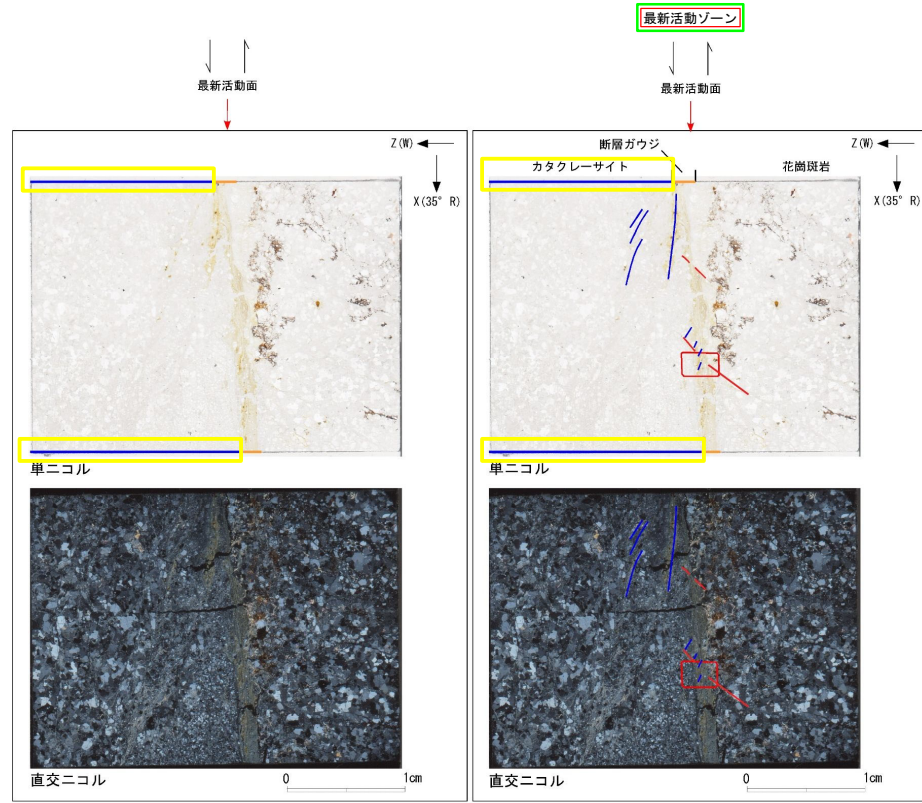 最新活動ゾーン
最新活動面
最新活動面
Z(W)
X(35° R)
単ニコル
直交ニコル
0 1cm
断層ガウジ
Z(W)
カタクレーサイト
花崗斑岩
X(35° R)
単ニコル
直交ニコル
0 1cm